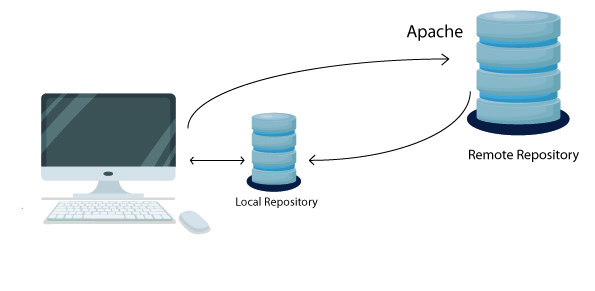 Apache
Remote Repository
Local Repository